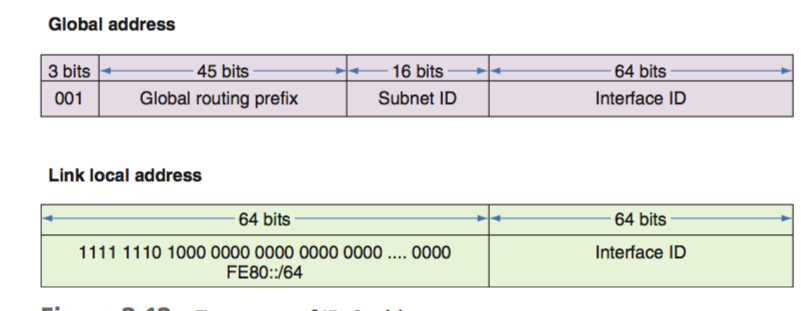 Global address
3 bits 45 bits 16 bits 64 bits
001 Global routing prefix Subnet ID Interface ID
Link local address
64 bits 64 bits
1111 1110 1000 0000 0000 0000 0000 .... 0000 Interface ID
FE80::/64